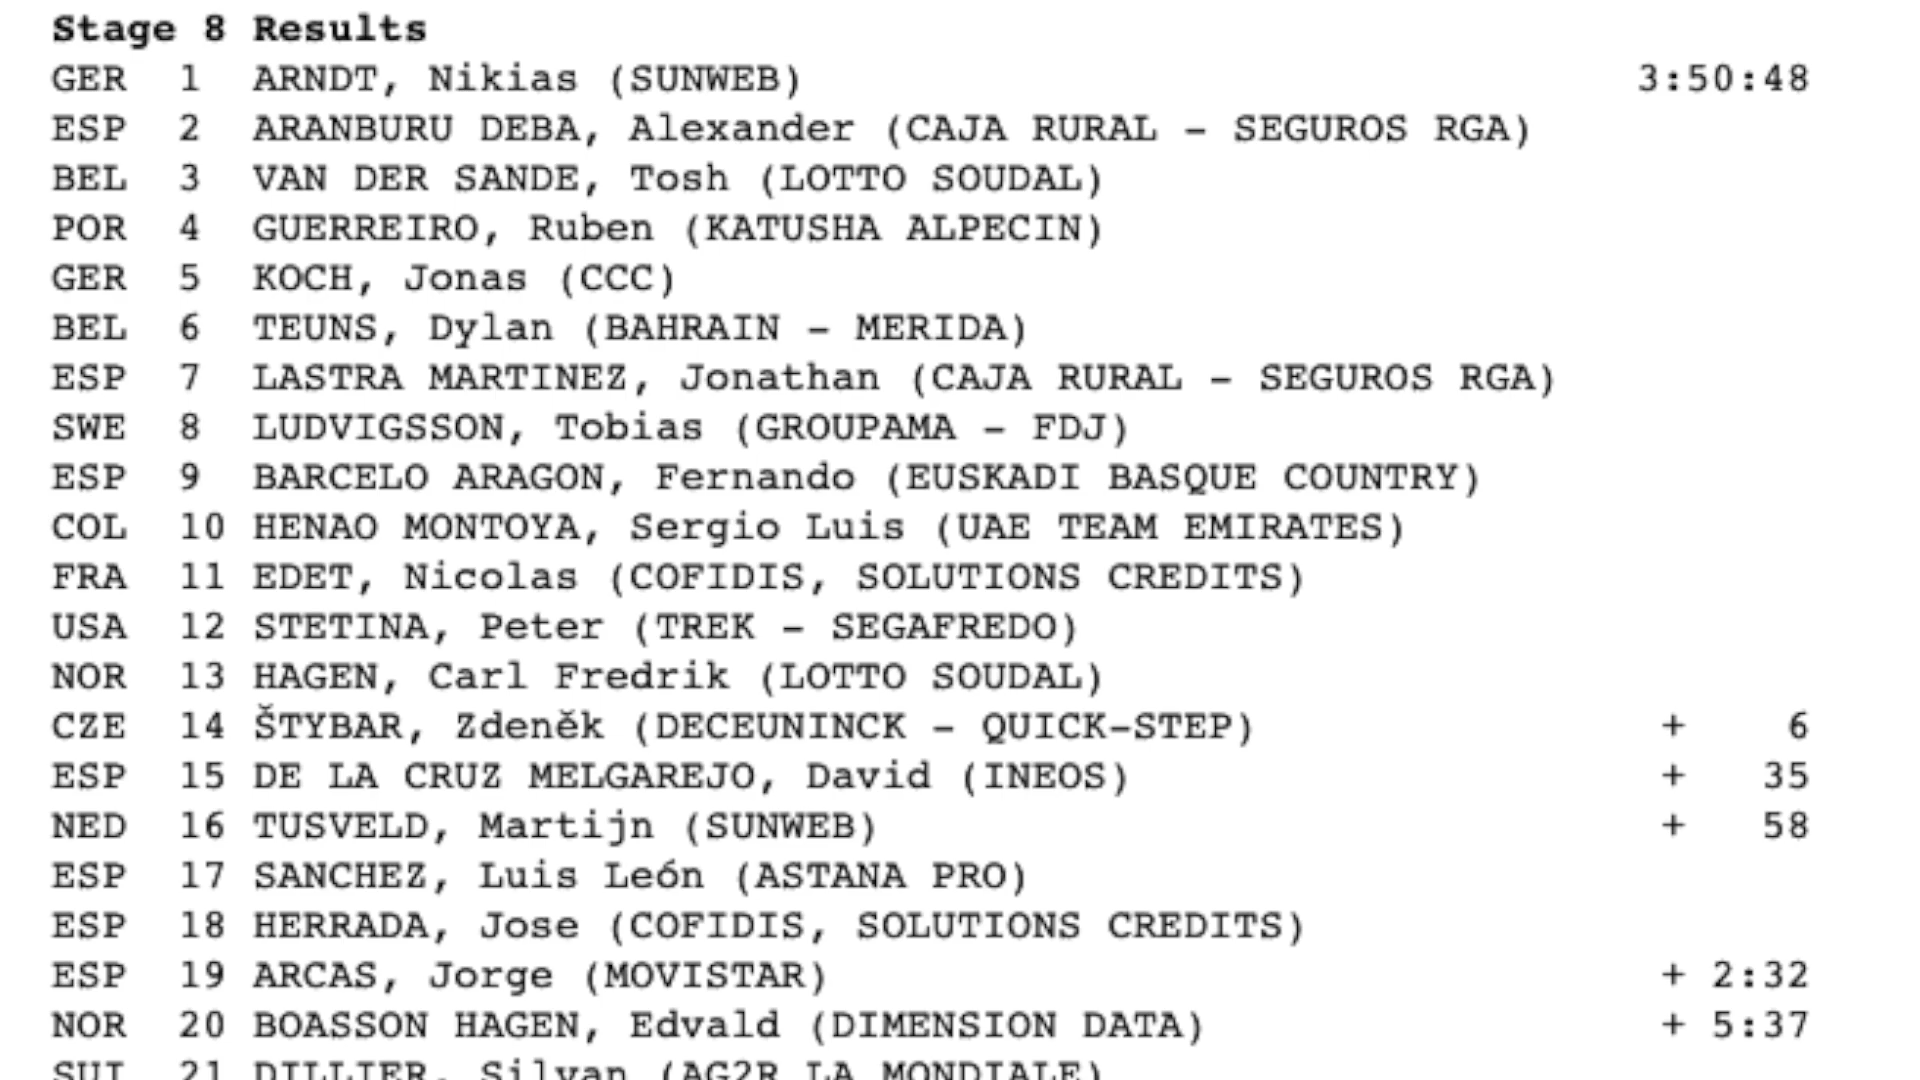 Stage 8 Results
GER 1 ARNDT, Nikias (SUNWEB) 3:50:48
ESP 2 ARANBURU DEBA, Alexander (CAJA RURAL – SEGUROS RGA)
BEL 3 VAN DER SANDE, Tosh (LOTTO SOUDAL)
POR 4 GUERREIRO, Ruben (KATUSHA ALPECIN)
GER 5 KOCH, Jonas (CCC)
BEL 6 TEUNS, Dylan (BAHRAIN – MERIDA)
ESP 7 LASTRA MARTINEZ, Jonathan (CAJA RURAL – SEGUROS RGA)
SWE 8 LUDVIGSSON, Tobias (GROUPAMA – FDJ)
ESP 9 BARCELO ARAGON, Fernando (EUSKADI BASQUE COUNTRY)
COL 10 HENAO MONTOYA, Sergio Luis (UAE TEAM EMIRATES)
FRA 11 EDET, Nicolas (COFIDIS, SOLUTIONS CREDITS)
USA 12 STETINA, Peter (TREK – SEGAFREDO)
NOR 13 HAGEN, Carl Fredrik (LOTTO SOUDAL)
CZE 14 ŠTYBAR, Zdeněk (DECEUNINCK – QUICK–STEP) + 6
ESP 15 DE LA CRUZ MELGAREJO, David (INEOS) + 35
NED 16 TUSVELD, Martijn (SUNWEB) + 58
ESP 17 SANCHEZ, Luis León (ASTANA PRO)
ESP 18 HERRADA, Jose (COFIDIS, SOLUTIONS CREDITS)
ESP 19 ARCAS, Jorge (MOVISTAR) + 2:32
NOR 20 BOASSON HAGEN, Edvald (DIMENSION DATA) + 5:37
SUI 21 DILLIER, Silvan (AG2R LA MONDIALE)